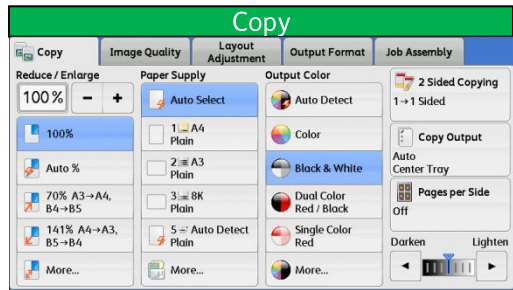 Copy
Copy
Image Quality
Layout
Adjustment
Output Format
Job Assembly
Reduce / Enlarge
100 %
−
+
100%
Auto %
70% A3→A4,
B4→B5
141% A4→A3,
B5→B4
More...
Paper Supply
Auto Select
1 A4
Plain
2 A3
Plain
3 8K
Plain
5 Auto Detect
Plain
More...
Output Color
Auto Detect
Color
Black & White
Dual Color
Red / Black
Single Color
Red
More...
2 Sided Copying
1→1 Sided
Copy Output
Auto
Center Tray
Pages per Side
Off
Darken Lighten